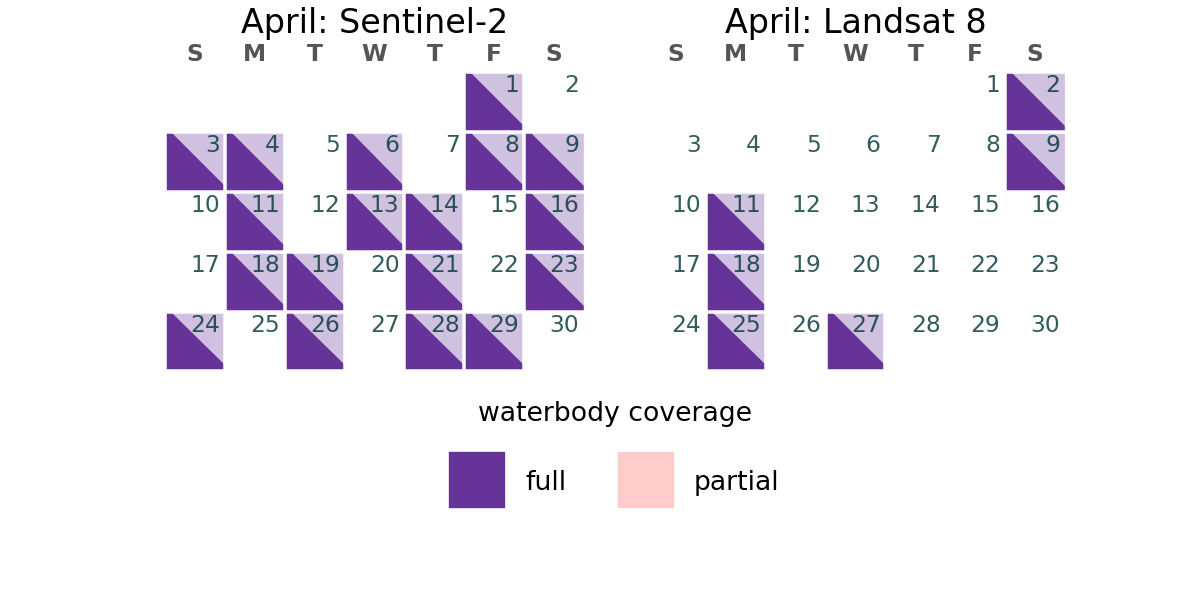 April: Sentinel-2 April: Landsat 8
S M T W T F S S M T W T F S
1 2 1 2
3 4 5 6 7 8 9 3 4 5 6 7 8 9
10 11 12 13 14 15 16 10 11 12 13 14 15 16
17 18 19 20 21 22 23 17 18 19 20 21 22 23
24 25 26 27 28 29 30 24 25 26 27 28 29 30
waterbody coverage
full partial